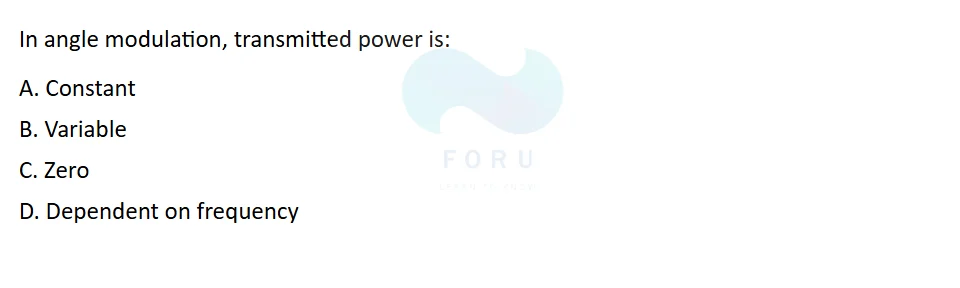 In angle modulation, transmitted power is:
A. Constant
B. Variable
C. Zero
D. Dependent on frequency
FORU